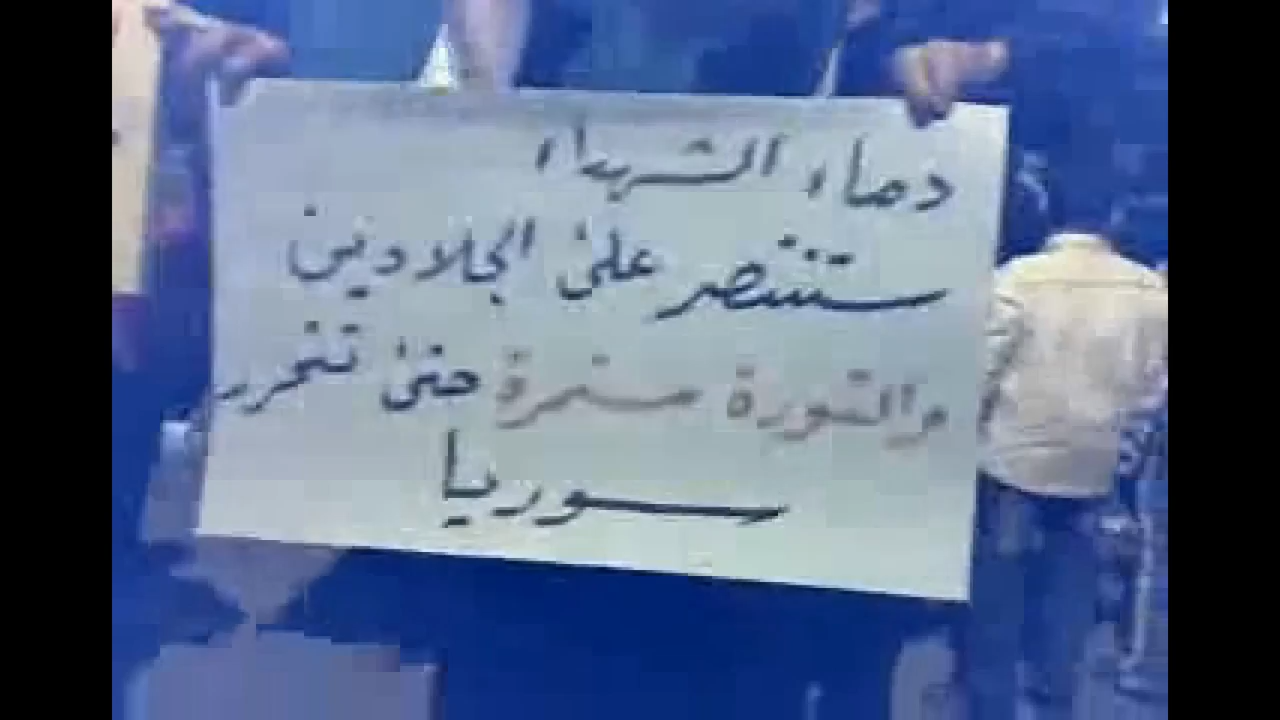 دماء الشهداء
ستنتصر على الجلادين
والثورة مستمرة حتى تتحرر
سوريا